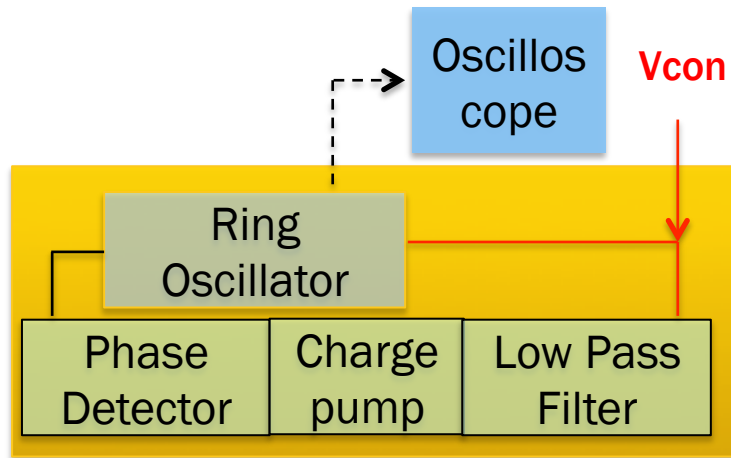 Oscillos
cope
Vcon
Ring
Oscillator
Phase
Detector
Charge
pump
Low Pass
Filter